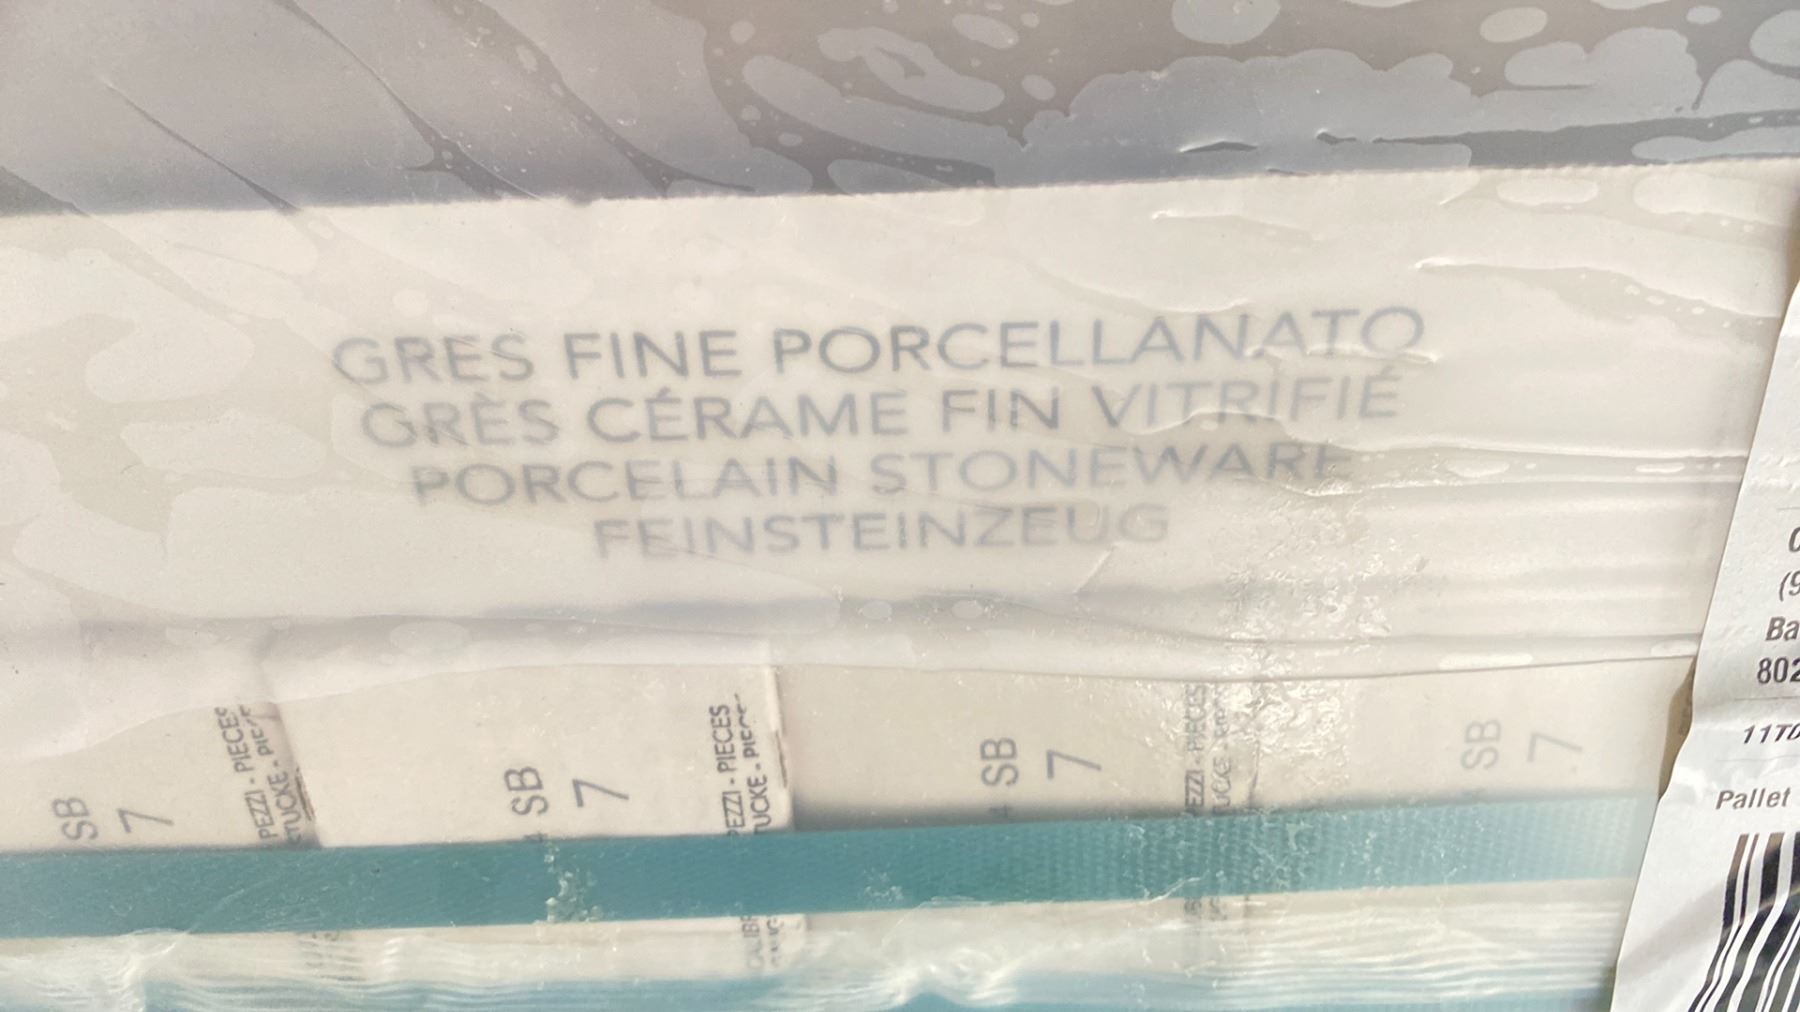 GRES FINE PORCELLANATO
GRÈS CÉRAME FIN VITRIFIÉ
PORCELAIN STONEWARE
FEINSTEINZEUG
SB
7
PEZZI - PIECES
SB
7
PEZZI - PIECES
SB
7
PIECES
SB
7
11T
Pallet